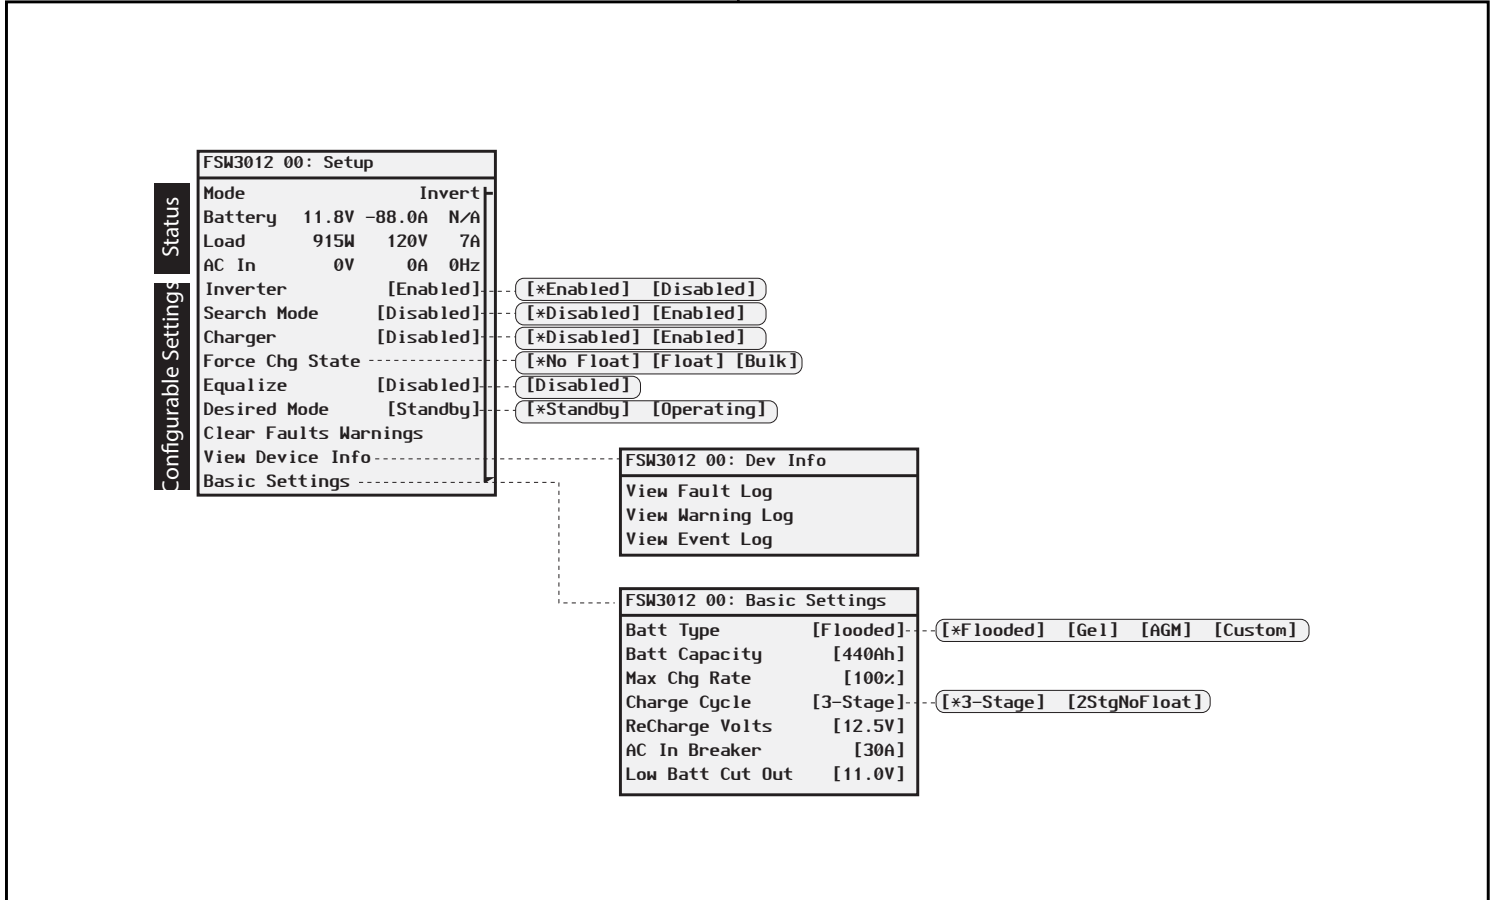 FSW3012 00: Setup
Status
Mode Invert
Battery 11.8V -88.0A N/A
Load 915W 120V 7A
AC In 0V 0A 0Hz
Configurable Settings
Inverter [Enabled] [*Enabled] [Disabled]
Search Mode [Disabled] [*Disabled] [Enabled]
Charger [Disabled] [*Disabled] [Enabled]
Force Chg State [*No Float] [Float] [Bulk]
Equalize [Disabled] [Disabled]
Desired Mode [Standby] [*Standby] [Operating]
Clear Faults Warnings
View Device Info
Basic Settings
FSW3012 00: Dev Info
View Fault Log
View Warning Log
View Event Log
FSW3012 00: Basic Settings
Batt Type [Flooded] [*Flooded] [Gel] [AGM] [Custom]
Batt Capacity [440Ah]
Max Chg Rate [100%]
Charge Cycle [3-Stage] [*3-Stage] [2StgNoFloat]
ReCharge Volts [12.5V]
AC In Breaker [30A]
Low Batt Cut Out [11.0V]